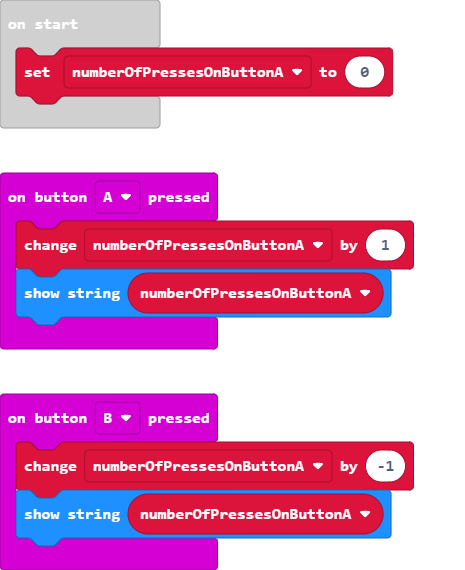 on start
set numberOfPressesOnButtonA to 0
on button A pressed
change numberOfPressesOnButtonA by 1
show string numberOfPressesOnButtonA
on button B pressed
change numberOfPressesOnButtonA by -1
show string numberOfPressesOnButtonA